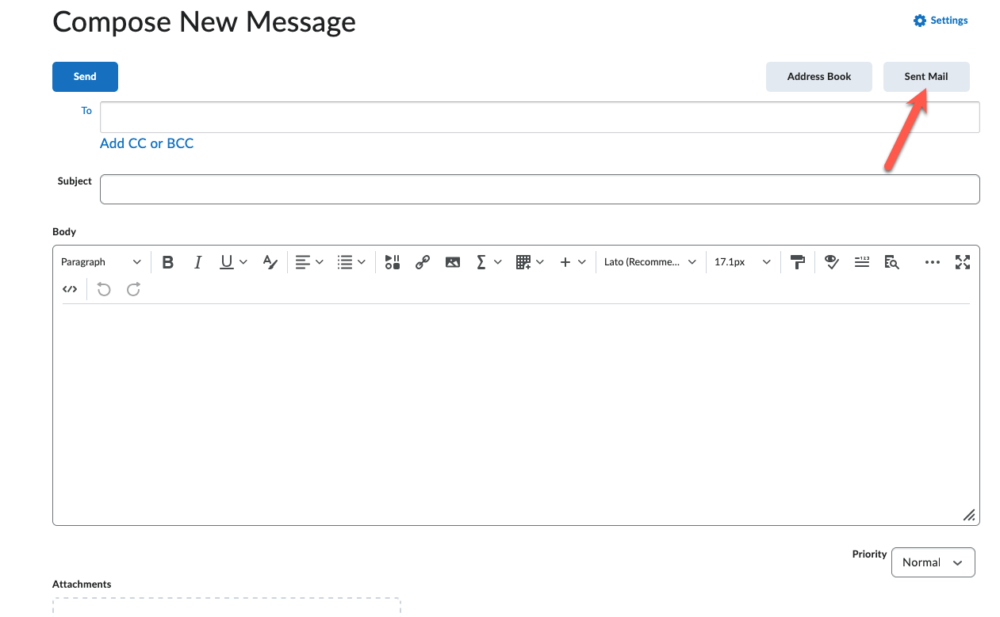 Compose New Message
Settings
Send
Address Book
Sent Mail
To
Add CC or BCC
Subject
Body
Paragraph
Lato (Recomme...
17.1px
Priority
Normal
Attachments